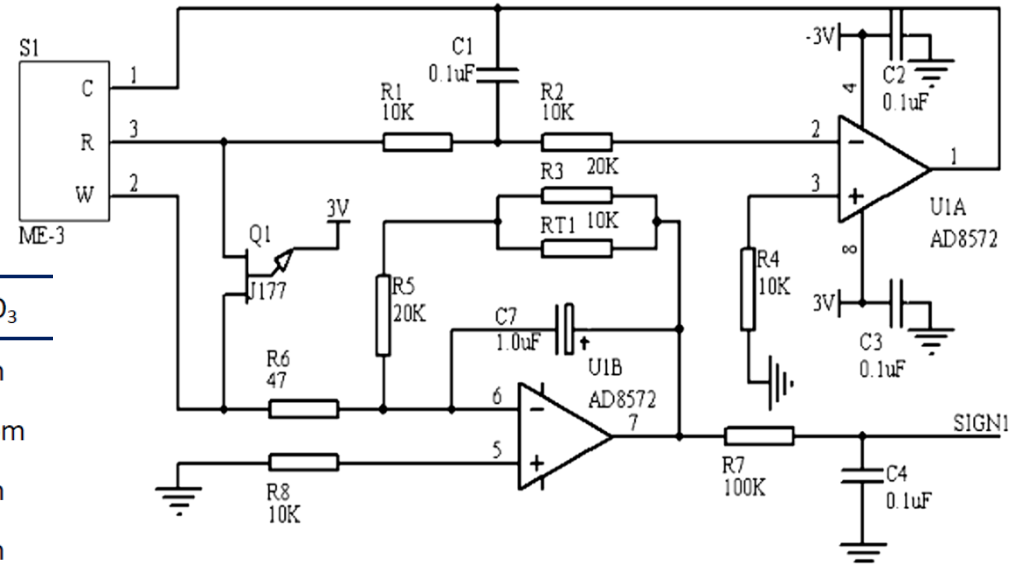 S1
C
1
R
3
W
2
ME-3
C1
0.1uF
R1
10K
R2
10K
-3V
4
C2
0.1uF
2
−
1
3
+
U1A
AD8572
8
3V
C3
0.1uF
R4
10K
20K
R3
10K
RT1
3V
Q1
J177
R5
20K
C7
1.0uF
+
U1B
AD8572
R6
47
6
−
7
5
+
R8
10K
R7
100K
SIGN1
C4
0.1uF
O₃
m